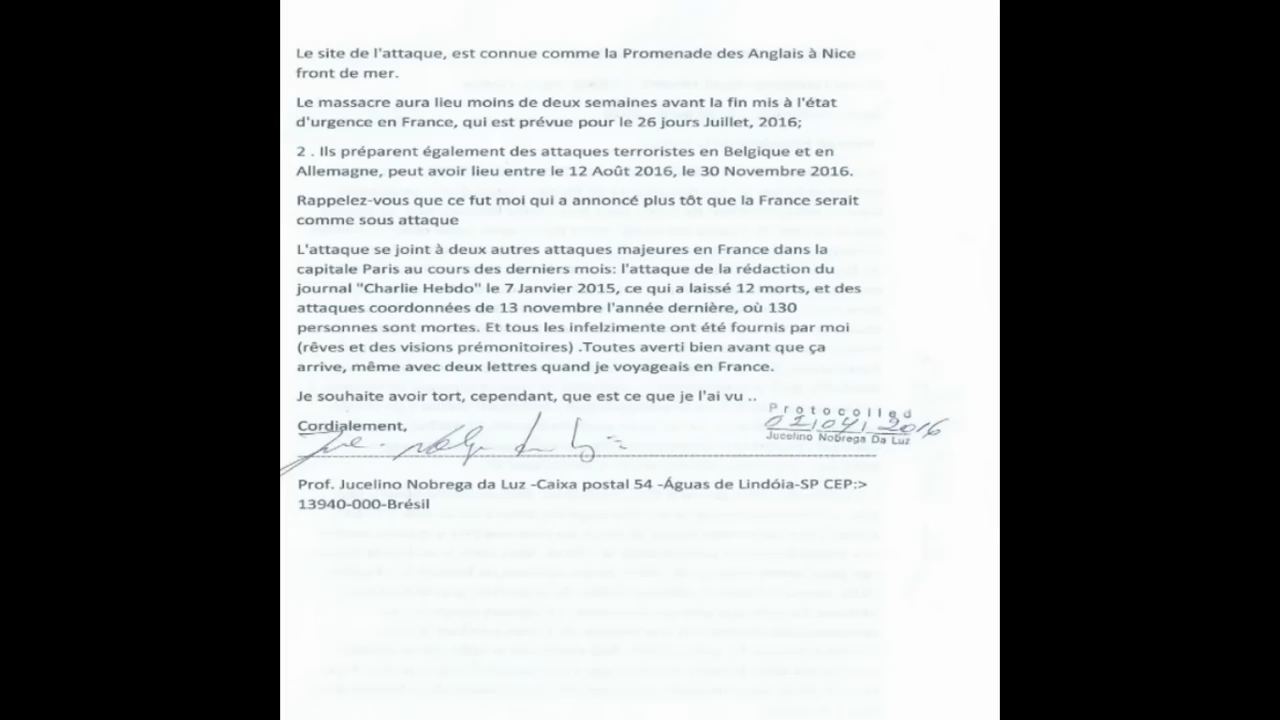 Le site de l'attaque, est connue comme la Promenade des Anglais à Nice
front de mer.
Le massacre aura lieu moins de deux semaines avant la fin mis à l'état
d'urgence en France, qui est prévue pour le 26 jours Juillet, 2016;
2 . Ils préparent également des attaques terroristes en Belgique et en
Allemagne, peut avoir lieu entre le 12 Août 2016, le 30 Novembre 2016.
Rappelez-vous que ce fut moi qui a annoncé plus tôt que la France serait
comme sous attaque
L'attaque se joint à deux autres attaques majeures en France dans la
capitale Paris au cours des derniers mois: l'attaque de la rédaction du
journal "Charlie Hebdo" le 7 Janvier 2015, ce qui a laissé 12 morts, et des
attaques coordonnées de 13 novembre l'année dernière, où 130
personnes sont mortes. Et tous les infelzimente ont été fournis par moi
(rêves et des visions prémonitoires) .Toutes averti bien avant que ça
arrive, même avec deux lettres quand je voyageais en France.
Je souhaite avoir tort, cependant, que est ce que je l'ai vu ..
Protocolled
02/04/2016
Jucelino Nobrega Da Luz
Cordialement,
Prof. Jucelino Nobrega da Luz -Caixa postal 54 -Águas de Lindóia-SP CEP:>
13940-000-Brésil